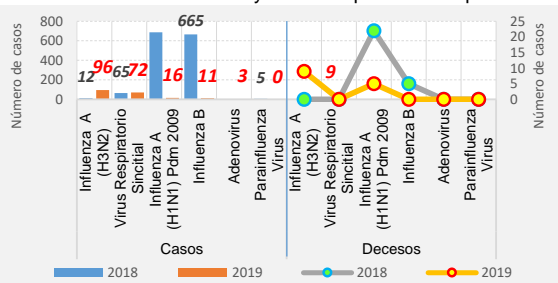 Número de casos
800
600
400
200
0
12
96
65
72
16
665
11
3
5
0
9
25
20
15
10
5
0
Número de casos
Influenza A
(H3N2)
Virus Respiratorio
Sincitial
Influenza A
(H1N1) Pdm 2009
Influenza B
Adenovirus
Parainfluenza
Virus
Influenza A
(H3N2)
Virus Respiratorio
Sincitial
Influenza A
(H1N1) Pdm 2009
Influenza B
Adenovirus
Parainfluenza
Virus
Casos
Decesos
2018
2019
2018
2019